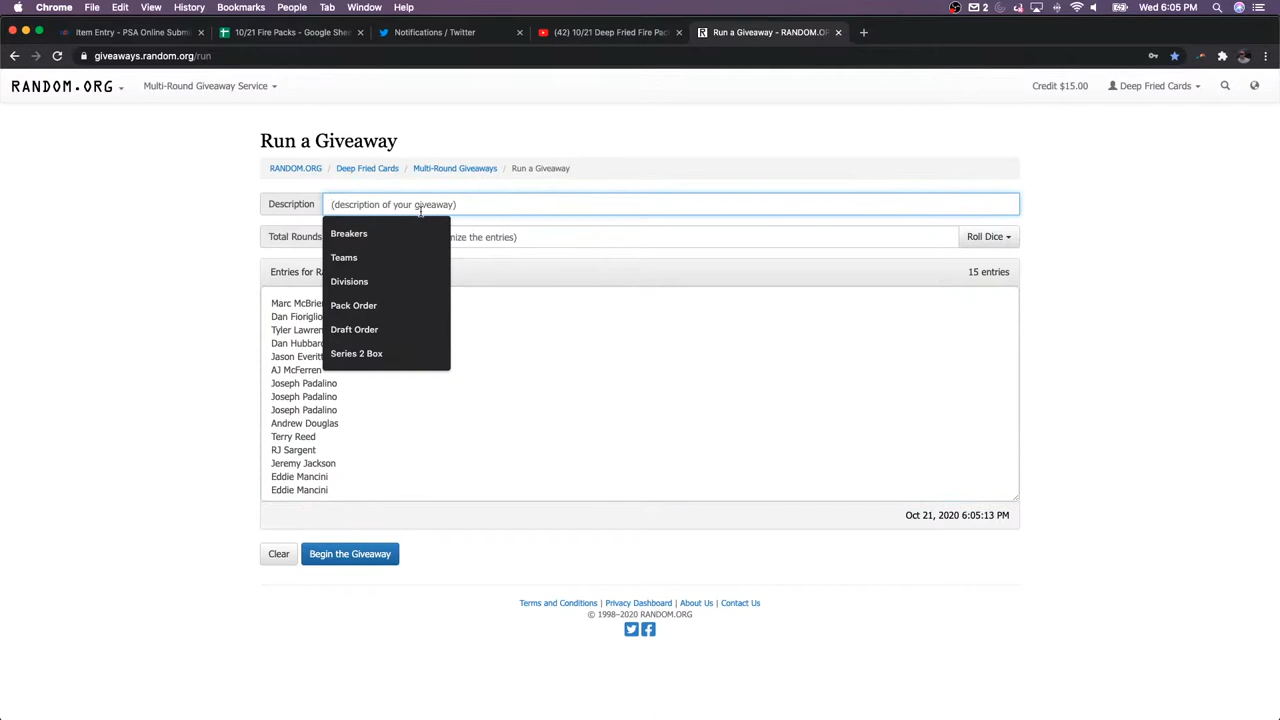 Chrome File Edit View History Bookmarks People Tab Window Help 2 Wed 6:05 PM
Item Entry - PSA Online Submi 10/21 Fire Packs - Google She Notifications / Twitter (42) 10/21 Deep Fried Fire Pac Run a Giveaway - RANDOM.OR
giveaways.random.org/run
RANDOM.ORG Multi-Round Giveaway Service Credit $15.00 Deep Fried Cards
Run a Giveaway
RANDOM.ORG / Deep Fried Cards / Multi-Round Giveaways / Run a Giveaway
Description (description of your giveaway)
Breakers
Total Rounds mize the entries) Roll Dice
Teams
Entries for Ra 15 entries
Divisions
Marc McBrie
Pack Order
Dan Fioriglio
Tyler Lawren
Draft Order
Dan Hubbar
Series 2 Box
Jason Everitt
AJ McFerren
Joseph Padalino
Joseph Padalino
Joseph Padalino
Andrew Douglas
Terry Reed
RJ Sargent
Jeremy Jackson
Eddie Mancini
Eddie Mancini
Oct 21, 2020 6:05:13 PM
Clear Begin the Giveaway
Terms and Conditions | Privacy Dashboard | About Us | Contact Us
© 1998–2020 RANDOM.ORG